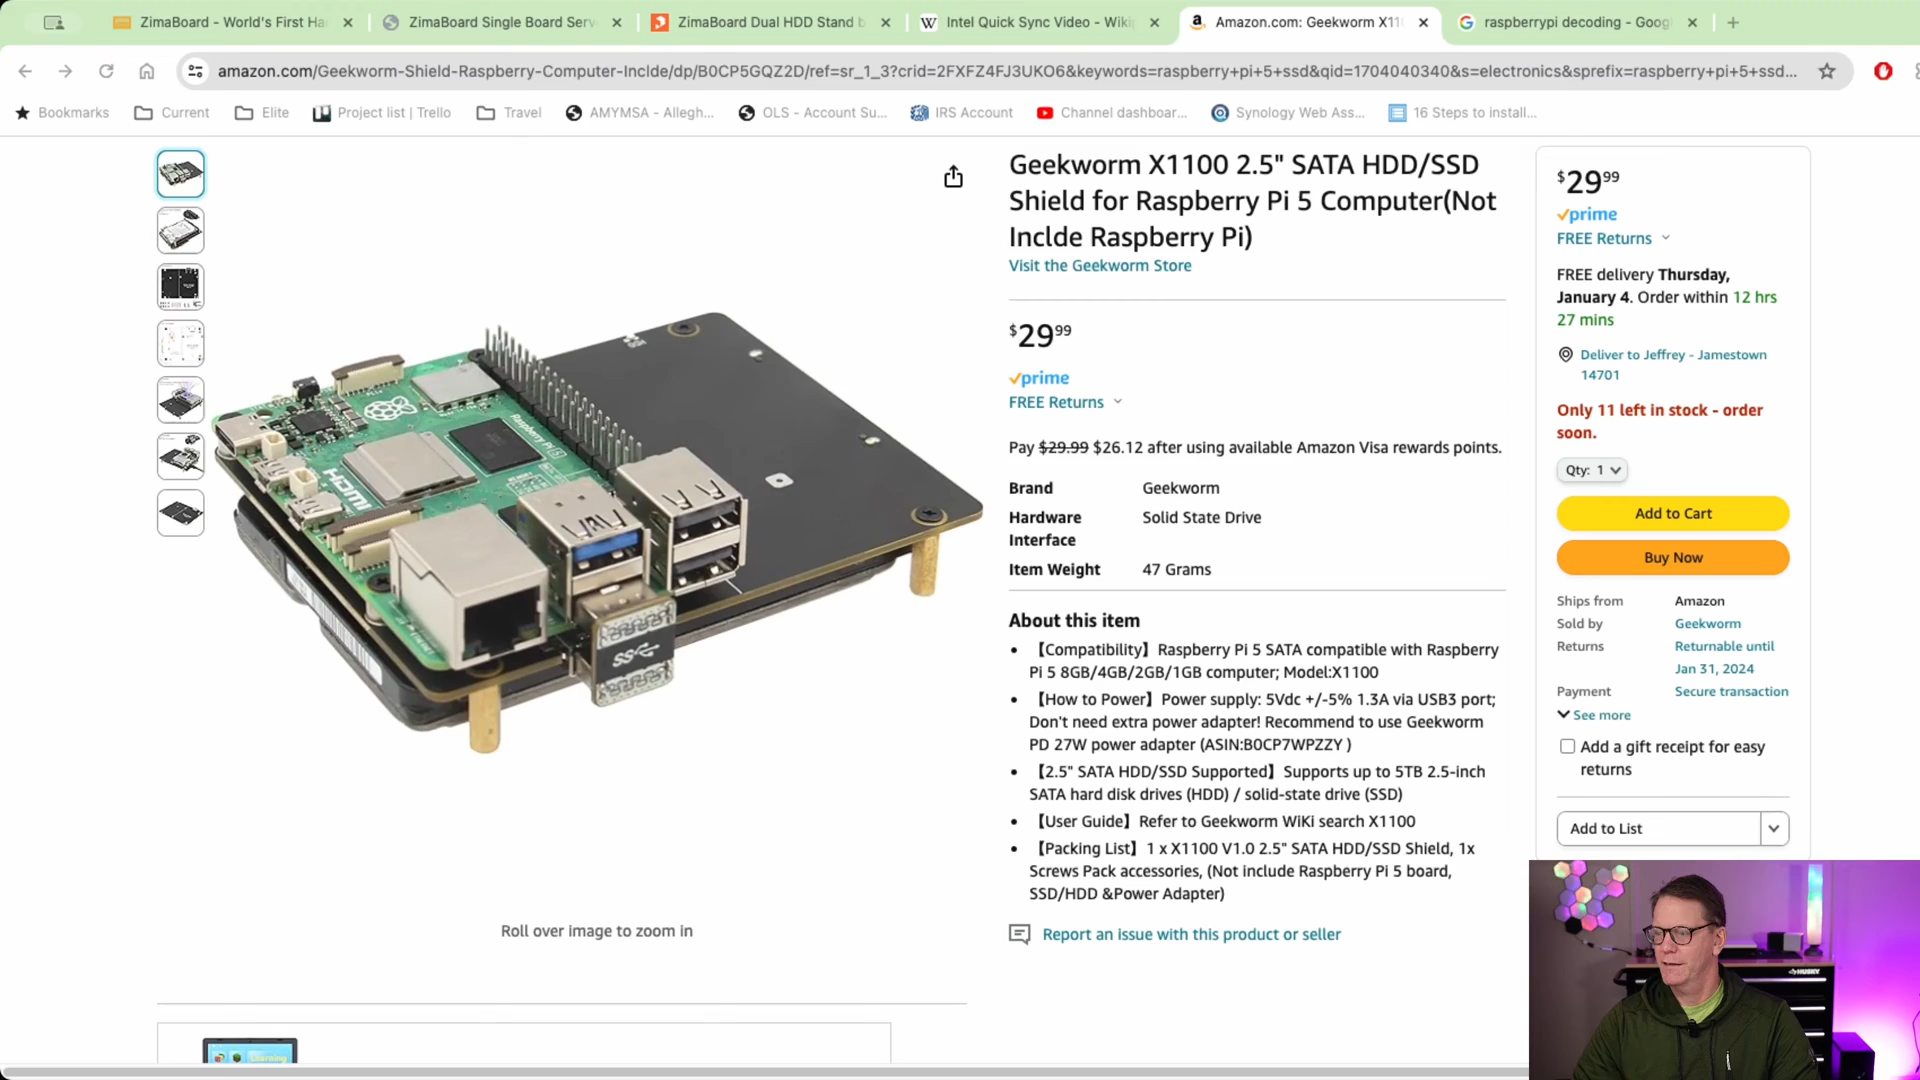 ZimaBoard - World's First Ha
ZimaBoard Single Board Serv
ZimaBoard Dual HDD Stand b
Intel Quick Sync Video - Wiki
Amazon.com: Geekworm X11
raspberrypi decoding - Goog
amazon.com/Geekworm-Shield-Raspberry-Computer-Inclde/dp/B0CP5GQZ2D/ref=sr_1_3?crid=2FXFZ4FJ3UKO6&keywords=raspberry+pi+5+ssd&qid=1704040340&s=electronics&sprefix=raspberry+pi+5+ssd...
Bookmarks
Current
Elite
Project list | Trello
Travel
AMYMSA - Allegh...
OLS - Account Su...
IRS Account
Channel dashboar...
Synology Web Ass...
16 Steps to install...
Geekworm X1100 2.5" SATA HDD/SSD
Shield for Raspberry Pi 5 Computer(Not
Inclde Raspberry Pi)
Visit the Geekworm Store
$29.99
prime
FREE Returns
Pay $29.99 $26.12 after using available Amazon Visa rewards points.
Brand Geekworm
Hardware Interface Solid State Drive
Item Weight 47 Grams
About this item
【Compatibility】Raspberry Pi 5 SATA compatible with Raspberry
Pi 5 8GB/4GB/2GB/1GB computer; Model:X1100
【How to Power】Power supply: 5Vdc +/-5% 1.3A via USB3 port;
Don't need extra power adapter! Recommend to use Geekworm
PD 27W power adapter (ASIN:B0CP7WPZZY )
【2.5" SATA HDD/SSD Supported】Supports up to 5TB 2.5-inch
SATA hard disk drives (HDD) / solid-state drive (SSD)
【User Guide】Refer to Geekworm WiKi search X1100
【Packing List】1 x X1100 V1.0 2.5" SATA HDD/SSD Shield, 1x
Screws Pack accessories, (Not include Raspberry Pi 5 board,
SSD/HDD &Power Adapter)
Report an issue with this product or seller
Raspberry Pi 5
HDMI
SS
Roll over image to zoom in
Learning
$29.99
prime
FREE Returns
FREE delivery Thursday,
January 4. Order within 12 hrs
27 mins
Deliver to Jeffrey - Jamestown
14701
Only 11 left in stock - order
soon.
Qty: 1
Add to Cart
Buy Now
Ships from Amazon
Sold by Geekworm
Returns Returnable until
Jan 31, 2024
Payment Secure transaction
See more
Add a gift receipt for easy
returns
Add to List
HUSKY